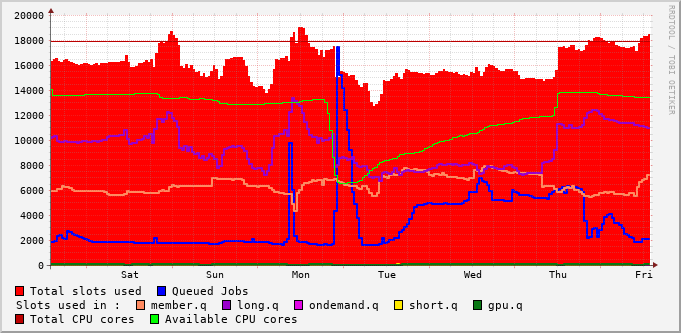 20000
18000
16000
14000
12000
10000
8000
6000
4000
2000
0
Sat Sun Mon Tue Wed Thu Fri
RRDTOOL / TOBI OETIKER
Total slots used Queued Jobs
Slots used in : member.q long.q ondemand.q short.q gpu.q
Total CPU cores Available CPU cores